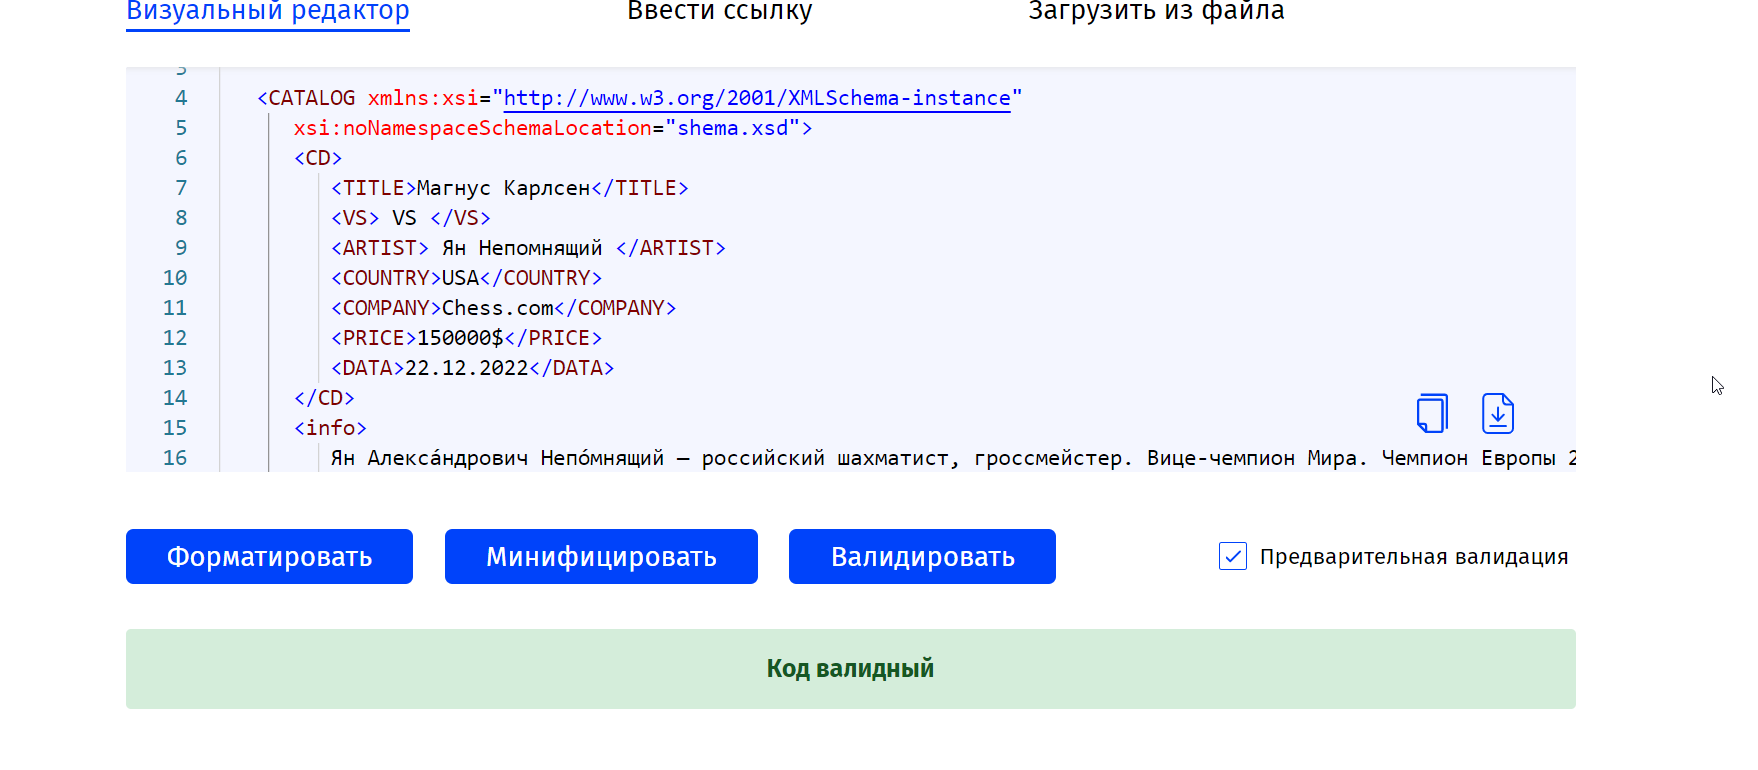 Визуальный редактор Ввести ссылку Загрузить из файла
3
4 <CATALOG xmlns:xsi="http://www.w3.org/2001/XMLSchema-instance"
5 xsi:noNamespaceSchemaLocation="shema.xsd">
6 <CD>
7 <TITLE>Магнус Карлсен</TITLE>
8 <VS> VS </VS>
9 <ARTIST> Ян Непомнящий </ARTIST>
10 <COUNTRY>USA</COUNTRY>
11 <COMPANY>Chess.com</COMPANY>
12 <PRICE>150000$</PRICE>
13 <DATA>22.12.2022</DATA>
14 </CD>
15 <info>
16 Ян Алекса́ндрович Непо́мнящий — российский шахматист, гроссмейстер. Вице-чемпион Мира. Чемпион Европы 2
Форматировать Минифицировать Валидировать Предварительная валидация
Код валидный